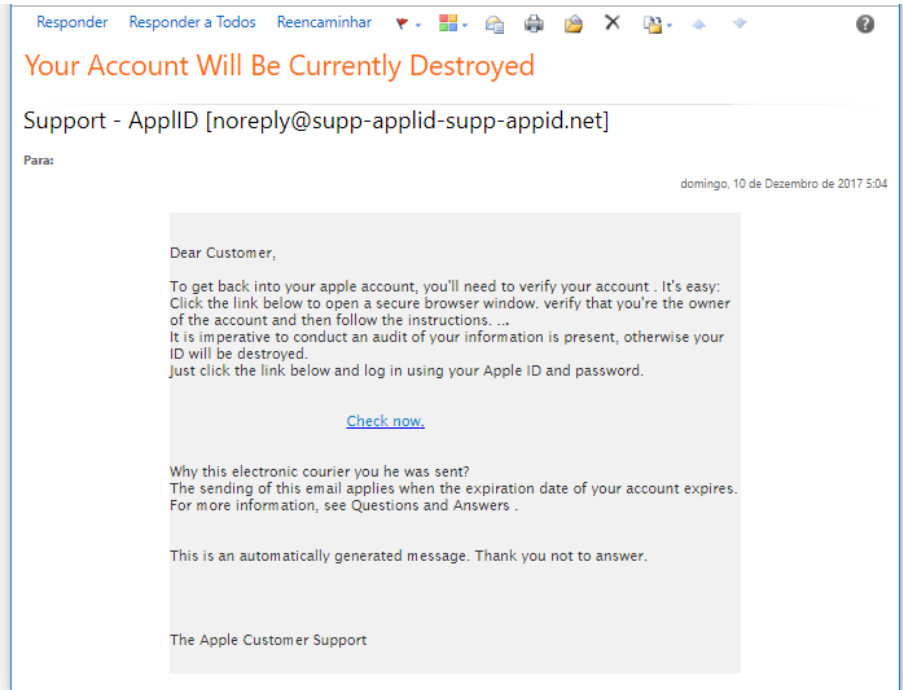 Responder Responder a Todos Reencaminhar
Your Account Will Be Currently Destroyed
Support - ApplID [noreply@supp-applid-supp-appid.net]
Para:
domingo, 10 de Dezembro de 2017 5:04
Dear Customer,
To get back into your apple account, you'll need to verify your account . It's easy:
Click the link below to open a secure browser window. verify that you're the owner
of the account and then follow the instructions. ...
It is imperative to conduct an audit of your information is present, otherwise your
ID will be destroyed.
Just click the link below and log in using your Apple ID and password.
Check now.
Why this electronic courier you he was sent?
The sending of this email applies when the expiration date of your account expires.
For more information, see Questions and Answers .
This is an automatically generated message. Thank you not to answer.
The Apple Customer Support